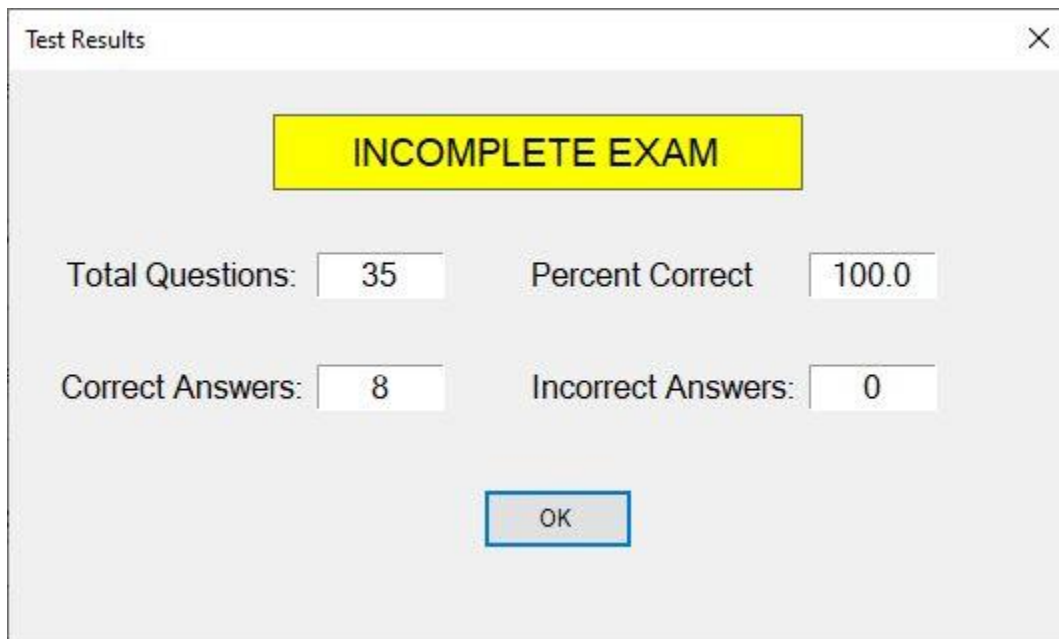 Test Results
INCOMPLETE EXAM
Total Questions: 35 Percent Correct 100.0
Correct Answers: 8 Incorrect Answers: 0
OK